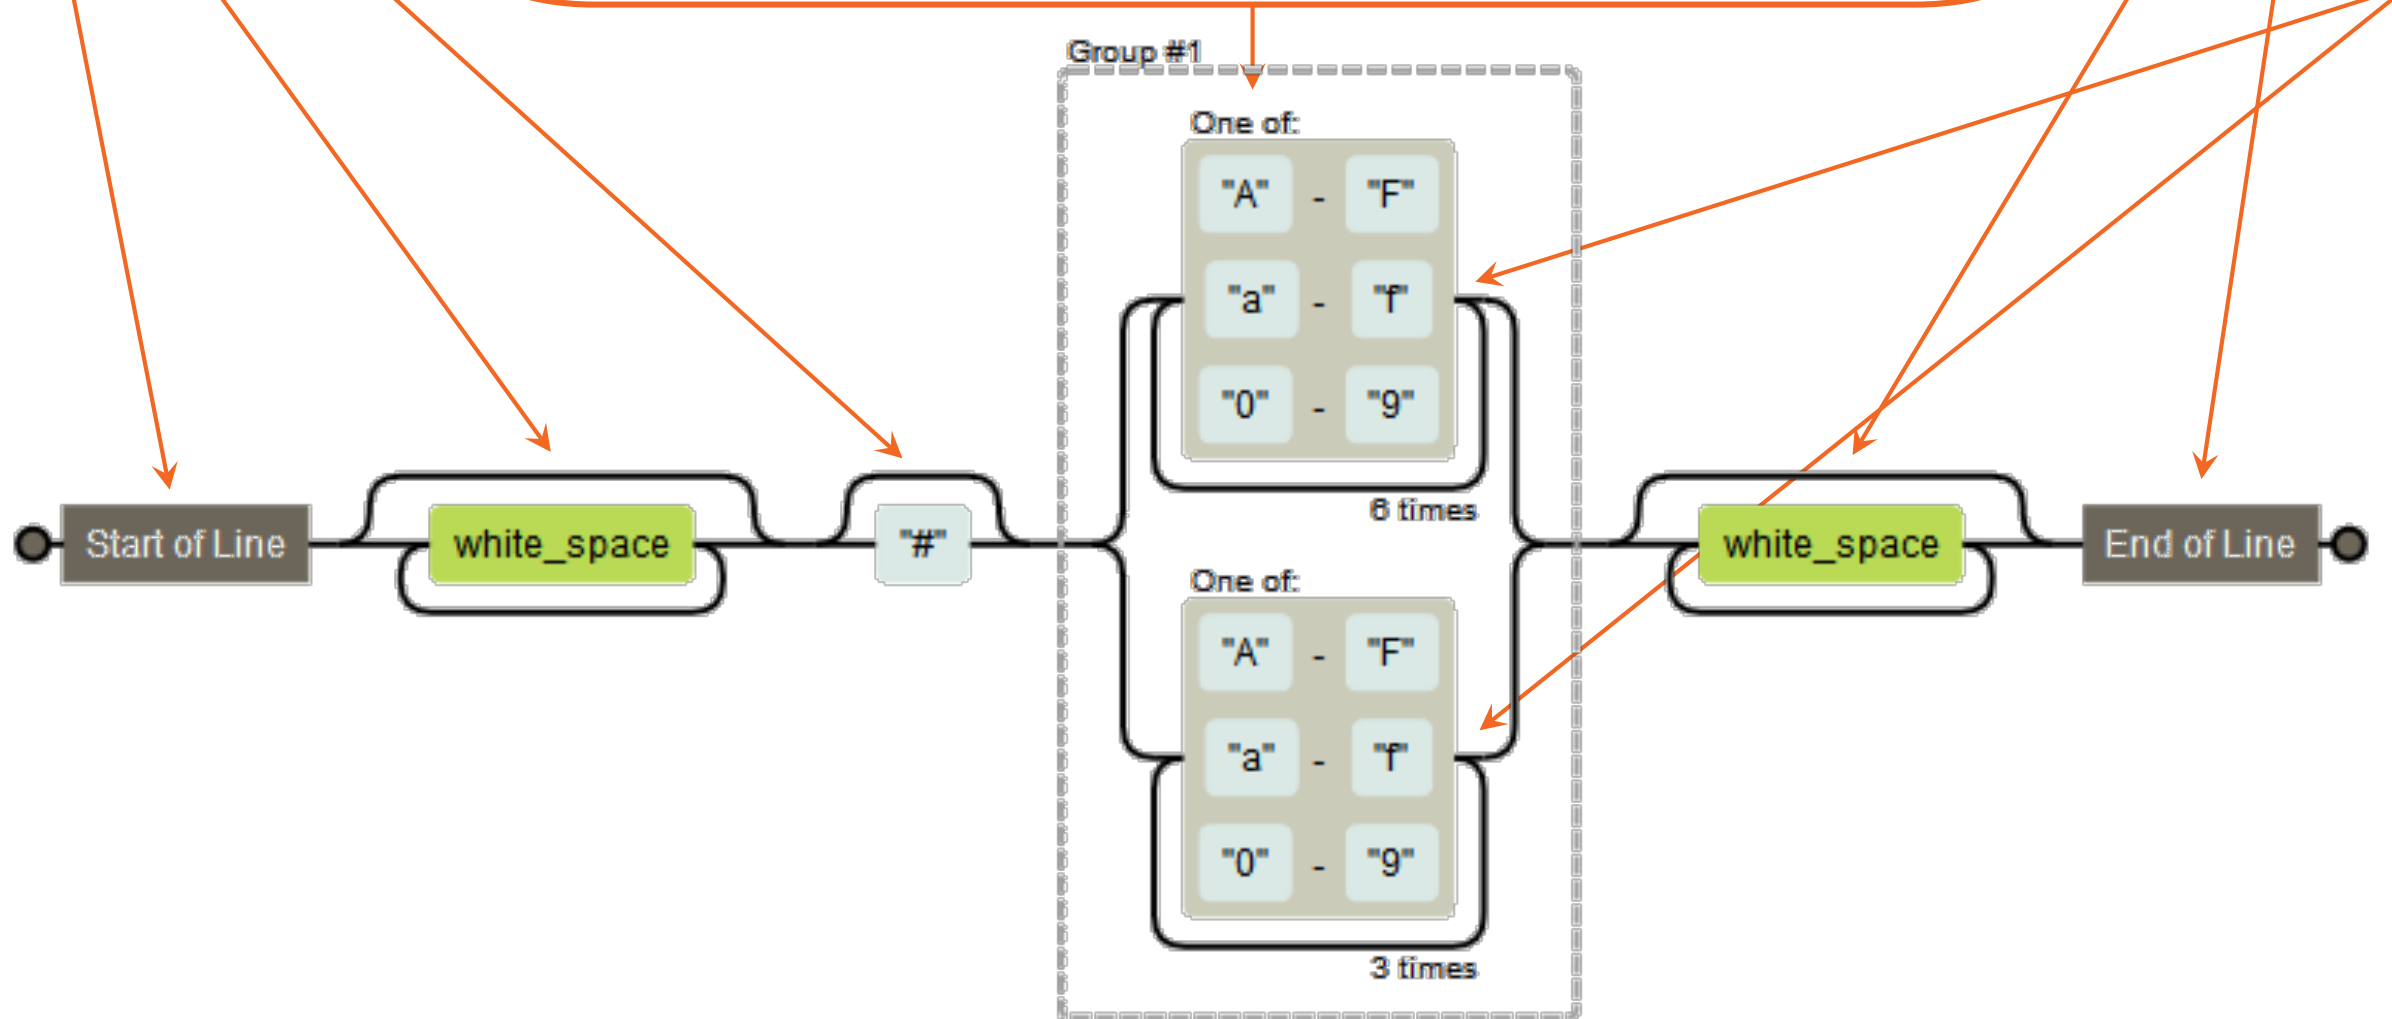 Group #1
One of:
"A" - "F"
"a" - "f"
"0" - "9"
6 times
Start of Line
white_space
"#"
white_space
End of Line
One of:
"A" - "F"
"a" - "f"
"0" - "9"
3 times